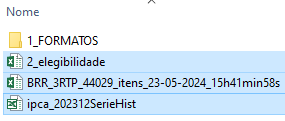 Nome
1_FORMATOS
2_elegibilidade
BRR_3RTP_44029_itens_23-05-2024_15h41min58s
ipca_202312SerieHist